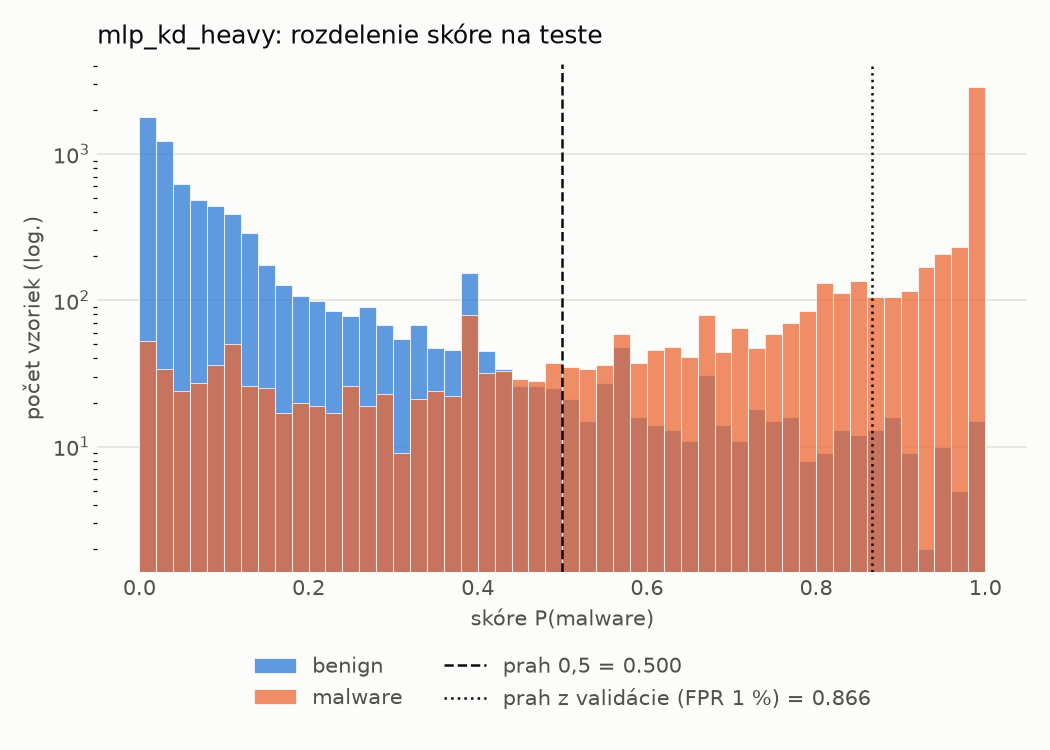 mlp_kd_heavy: rozdelenie skóre na teste
počet vzoriek (log.)
10³
10²
10¹
0.0 0.2 0.4 0.6 0.8 1.0
skóre P(malware)
benign
malware
prah 0,5 = 0.500
prah z validácie (FPR 1 %) = 0.866